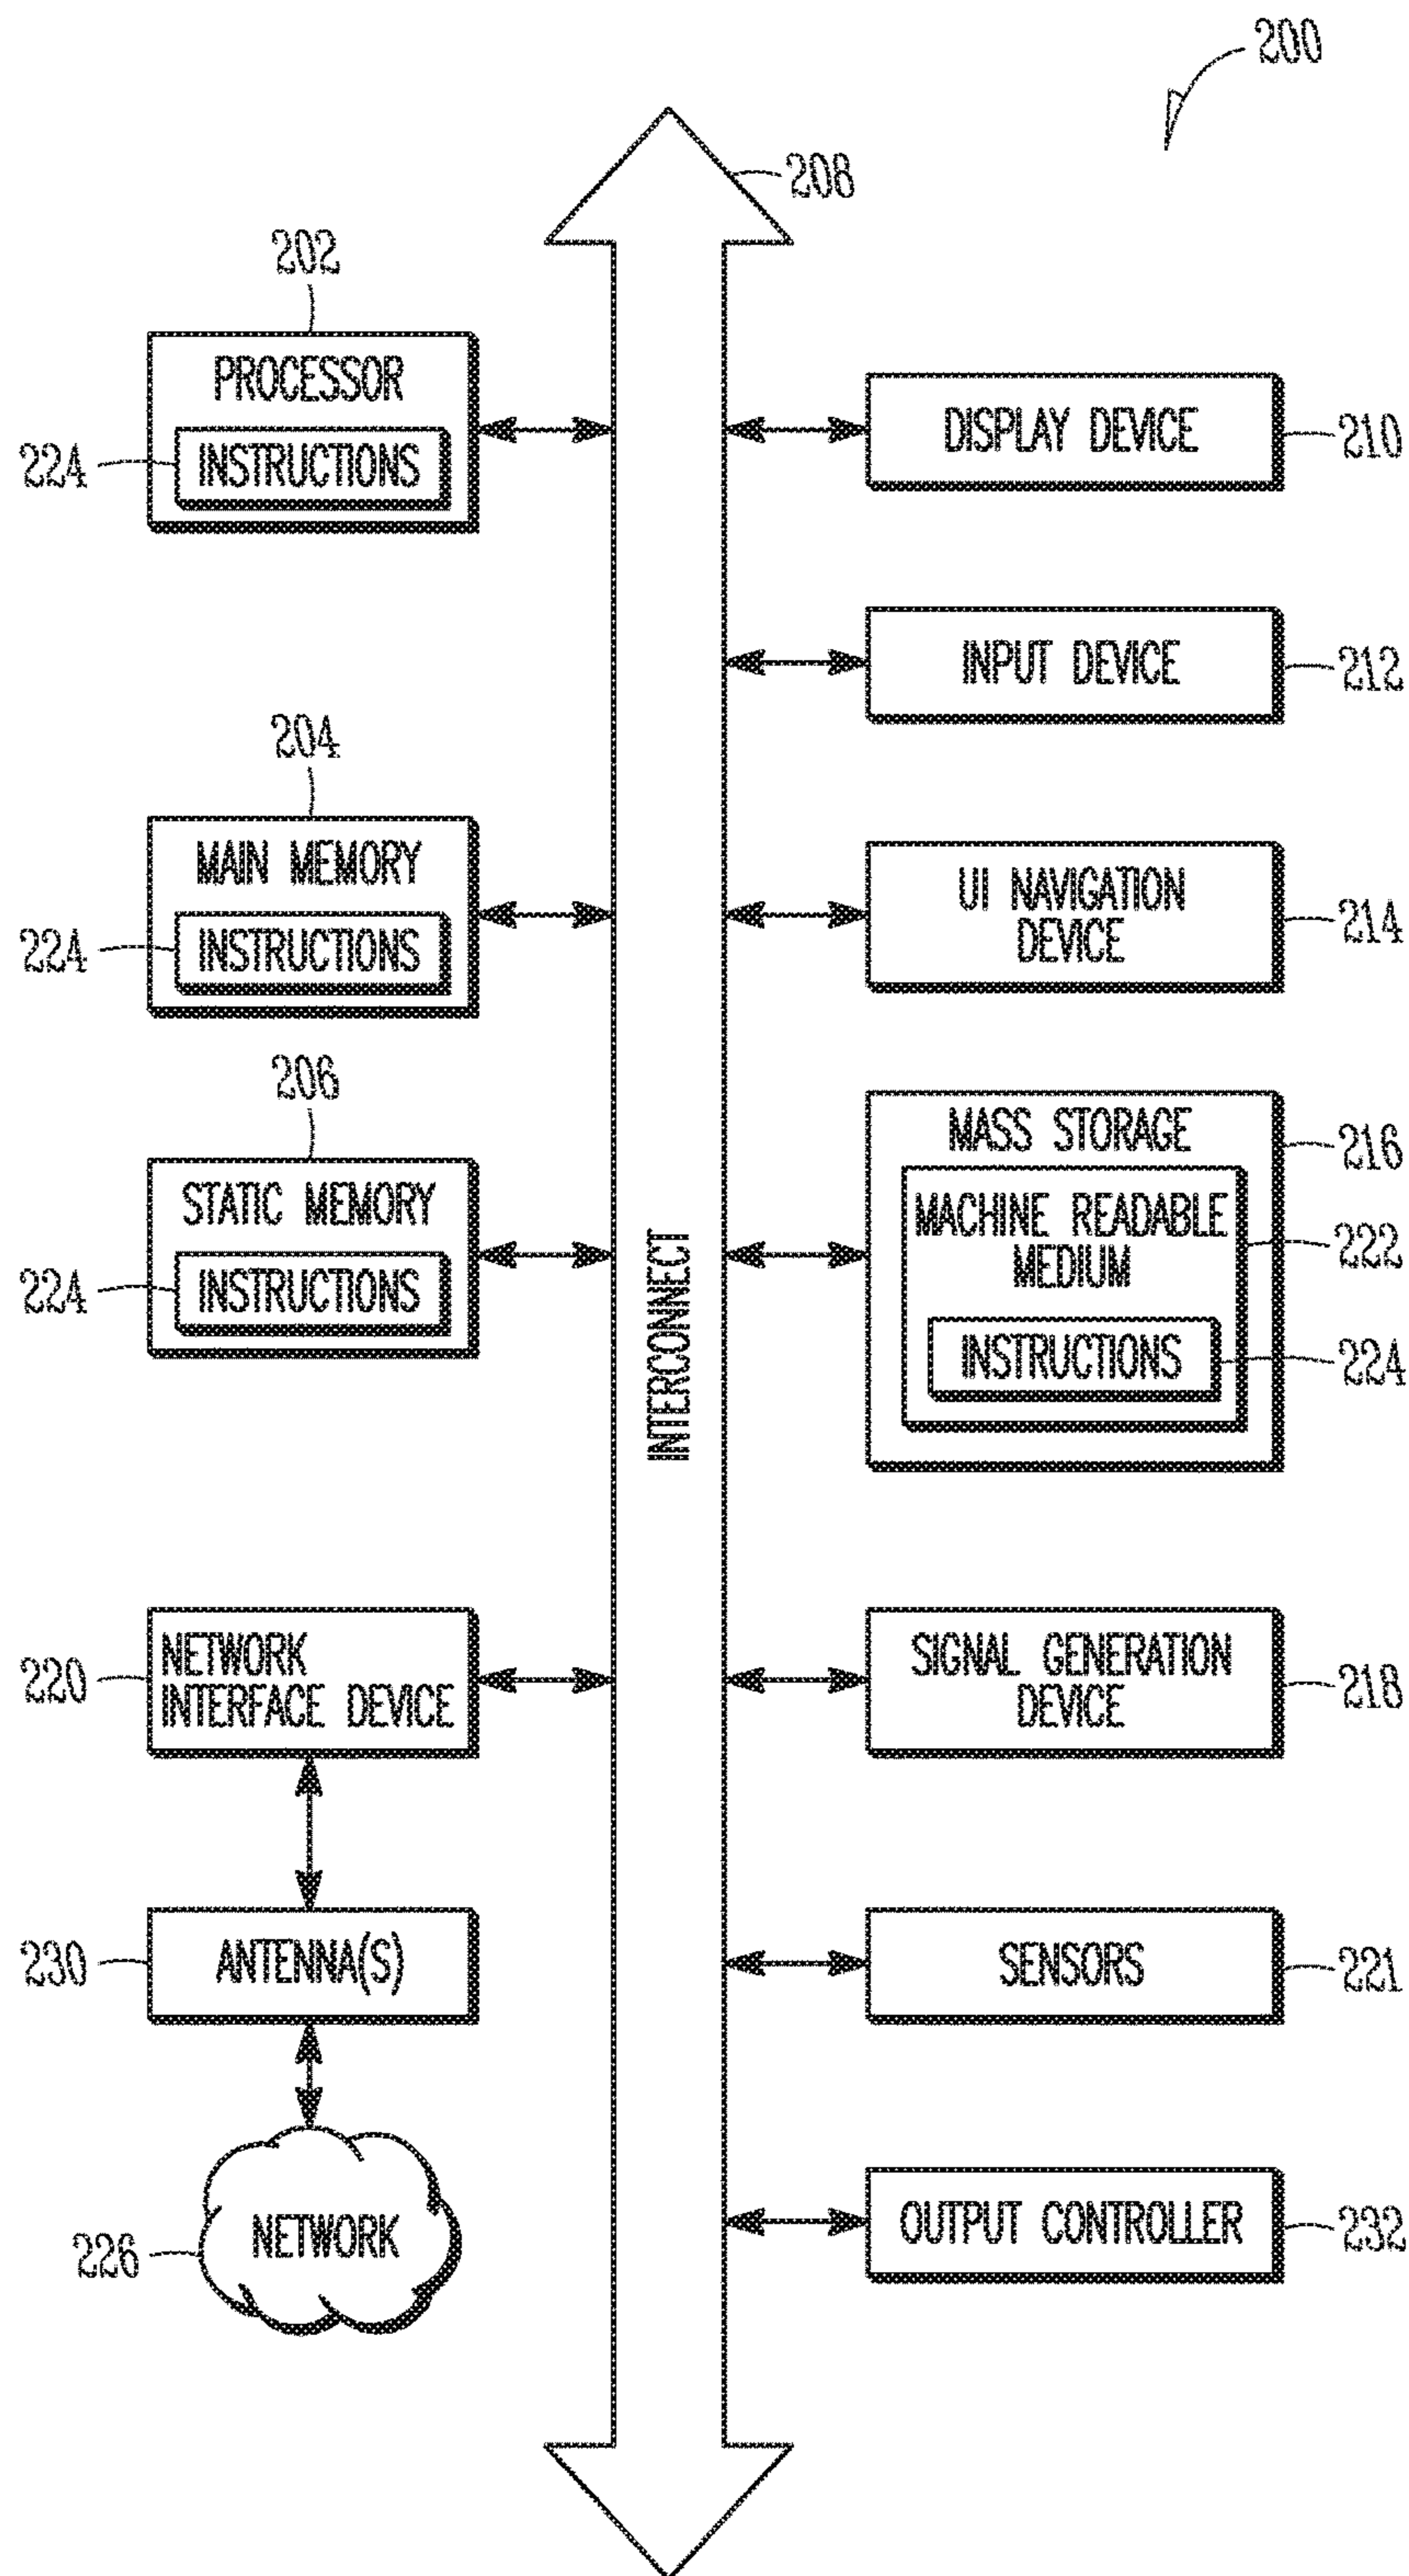 200
208
202
PROCESSOR
224
INSTRUCTIONS
DISPLAY DEVICE
210
INPUT DEVICE
212
204
MAIN MEMORY
224
INSTRUCTIONS
UI NAVIGATION
DEVICE
214
206
STATIC MEMORY
224
INSTRUCTIONS
INTERCONNECT
MASS STORAGE
216
MACHINE READABLE
MEDIUM
222
INSTRUCTIONS
224
220
NETWORK
INTERFACE DEVICE
SIGNAL GENERATION
DEVICE
218
230
ANTENNA(S)
SENSORS
221
226
NETWORK
OUTPUT CONTROLLER
232